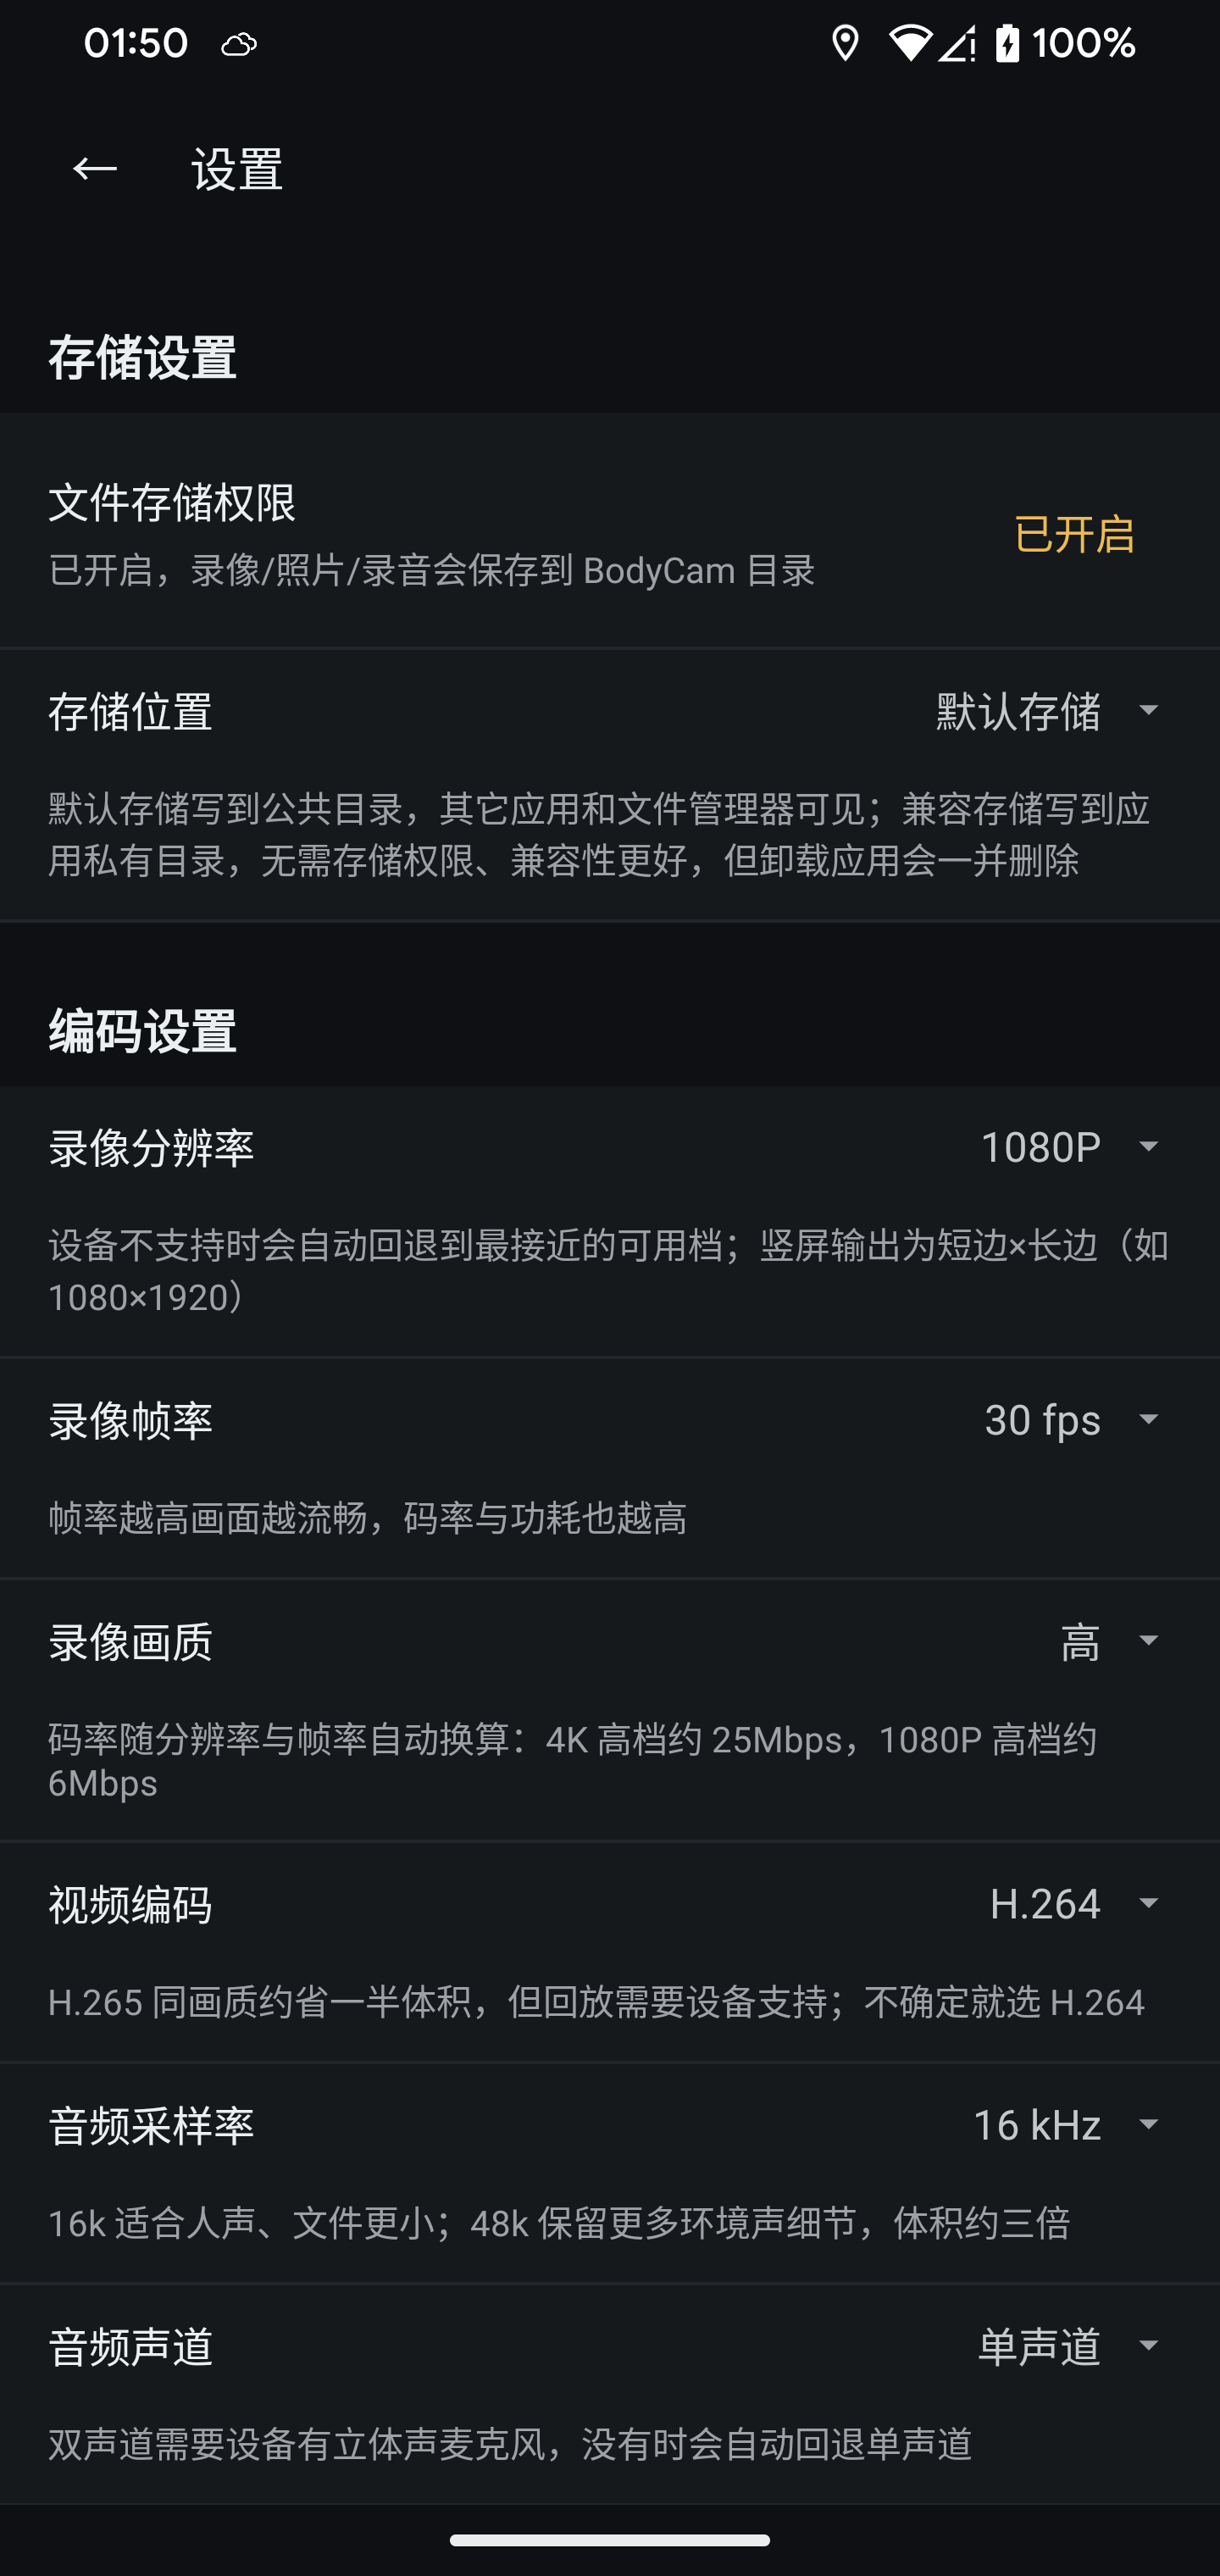 01:50
100%
设置
存储设置
文件存储权限
已开启，录像/照片/录音会保存到 BodyCam 目录
已开启
存储位置
默认存储
默认存储写到公共目录，其它应用和文件管理器可见；兼容存储写到应
用私有目录，无需存储权限、兼容性更好，但卸载应用会一并删除
编码设置
录像分辨率
1080P
设备不支持时会自动回退到最接近的可用档；竖屏输出为短边×长边（如
1080×1920）
录像帧率
30 fps
帧率越高画面越流畅，码率与功耗也越高
录像画质
高
码率随分辨率与帧率自动换算：4K 高档约 25Mbps，1080P 高档约
6Mbps
视频编码
H.264
H.265 同画质约省一半体积，但回放需要设备支持；不确定就选 H.264
音频采样率
16 kHz
16k 适合人声、文件更小；48k 保留更多环境声细节，体积约三倍
音频声道
单声道
双声道需要设备有立体声麦克风，没有时会自动回退单声道